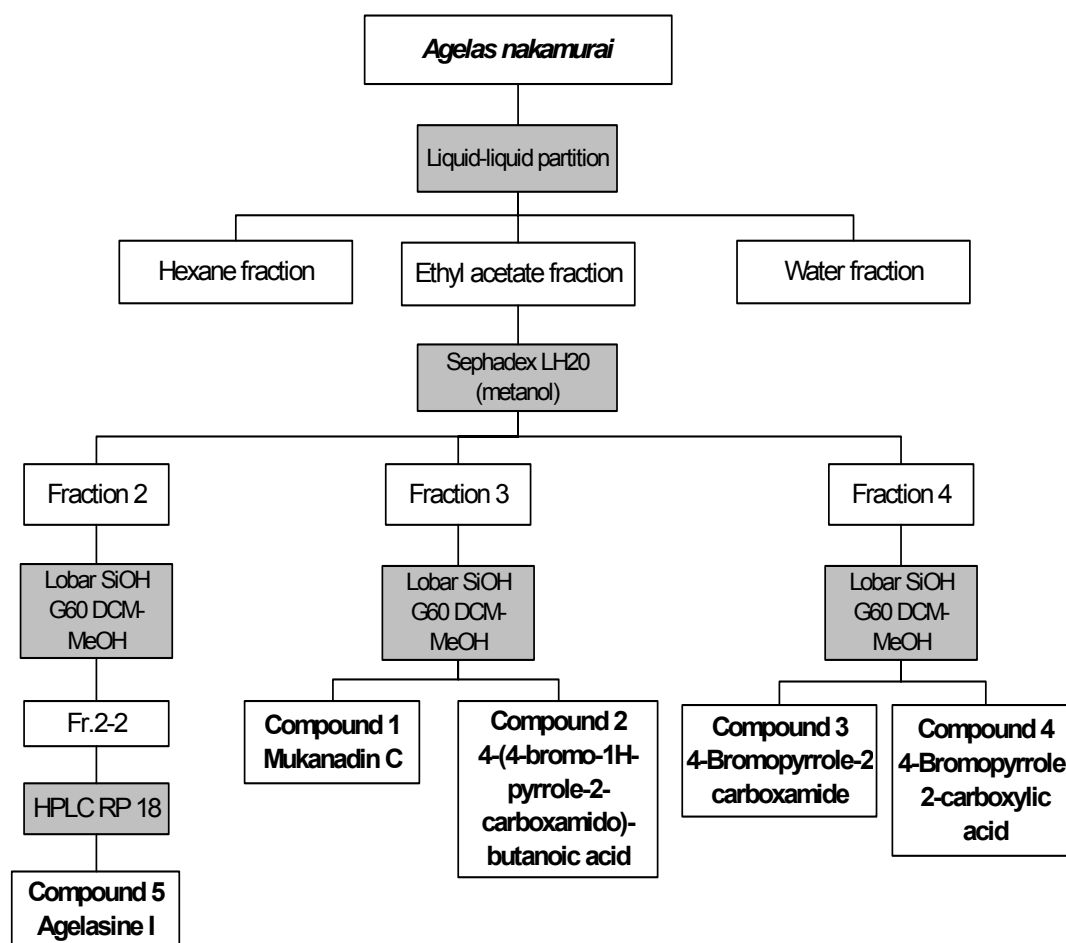 Agelas nakamurai
Liquid-liquid partition
Hexane fraction
Ethyl acetate fraction
Water fraction
Sephadex LH20
(metanol)
Fraction 2
Fraction 3
Fraction 4
Lobar SiOH
G60 DCM-
MeOH
Lobar SiOH
G60 DCM-
MeOH
Lobar SiOH
G60 DCM-
MeOH
Fr.2-2
HPLC RP 18
Compound 5
Agelasine I
Compound 1
Mukanadin C
Compound 2
4-(4-bromo-1H-
pyrrole-2-
carboxamido)-
butanoic acid
Compound 3
4-Bromopyrrole-2
carboxamide
Compound 4
4-Bromopyrrole-
2-carboxylic
acid